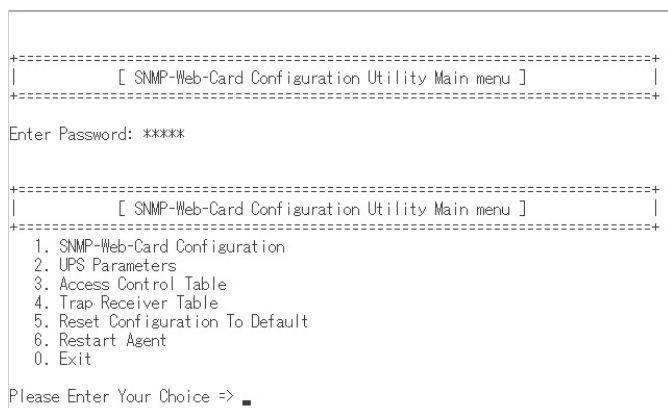 +============================================================================+
| [ SNMP-Web-Card Configuration Utility Main menu ] |
+============================================================================+
Enter Password: *****
+============================================================================+
| [ SNMP-Web-Card Configuration Utility Main menu ] |
+============================================================================+
1. SNMP-Web-Card Configuration
2. UPS Parameters
3. Access Control Table
4. Trap Receiver Table
5. Reset Configuration To Default
6. Restart Agent
0. Exit
Please Enter Your Choice => _